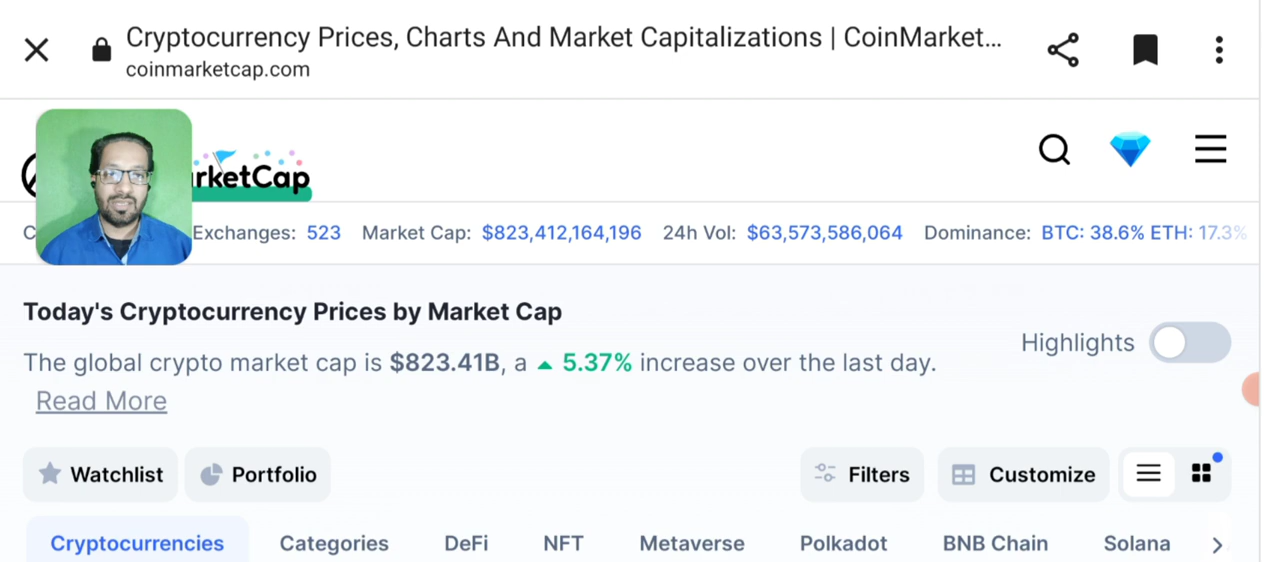 Cryptocurrency Prices, Charts And Market Capitalizations | CoinMarket...
coinmarketcap.com
rketCap
Exchanges: 523 Market Cap: $823,412,164,196 24h Vol: $63,573,586,064 Dominance: BTC: 38.6% ETH: 17.3%
Today's Cryptocurrency Prices by Market Cap
Highlights
The global crypto market cap is $823.41B, a ▲ 5.37% increase over the last day.
Read More
Watchlist Portfolio Filters Customize
Cryptocurrencies Categories DeFi NFT Metaverse Polkadot BNB Chain Solana